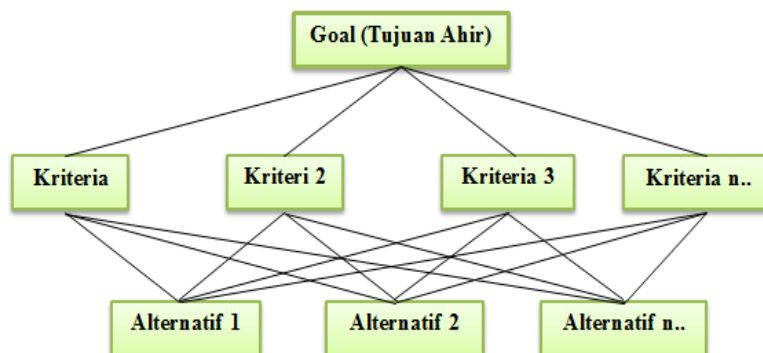 Goal (Tujuan Ahir)
Kriteria
Kriteri 2
Kriteria 3
Kriteria n..
Alternatif 1
Alternatif 2
Alternatif n..